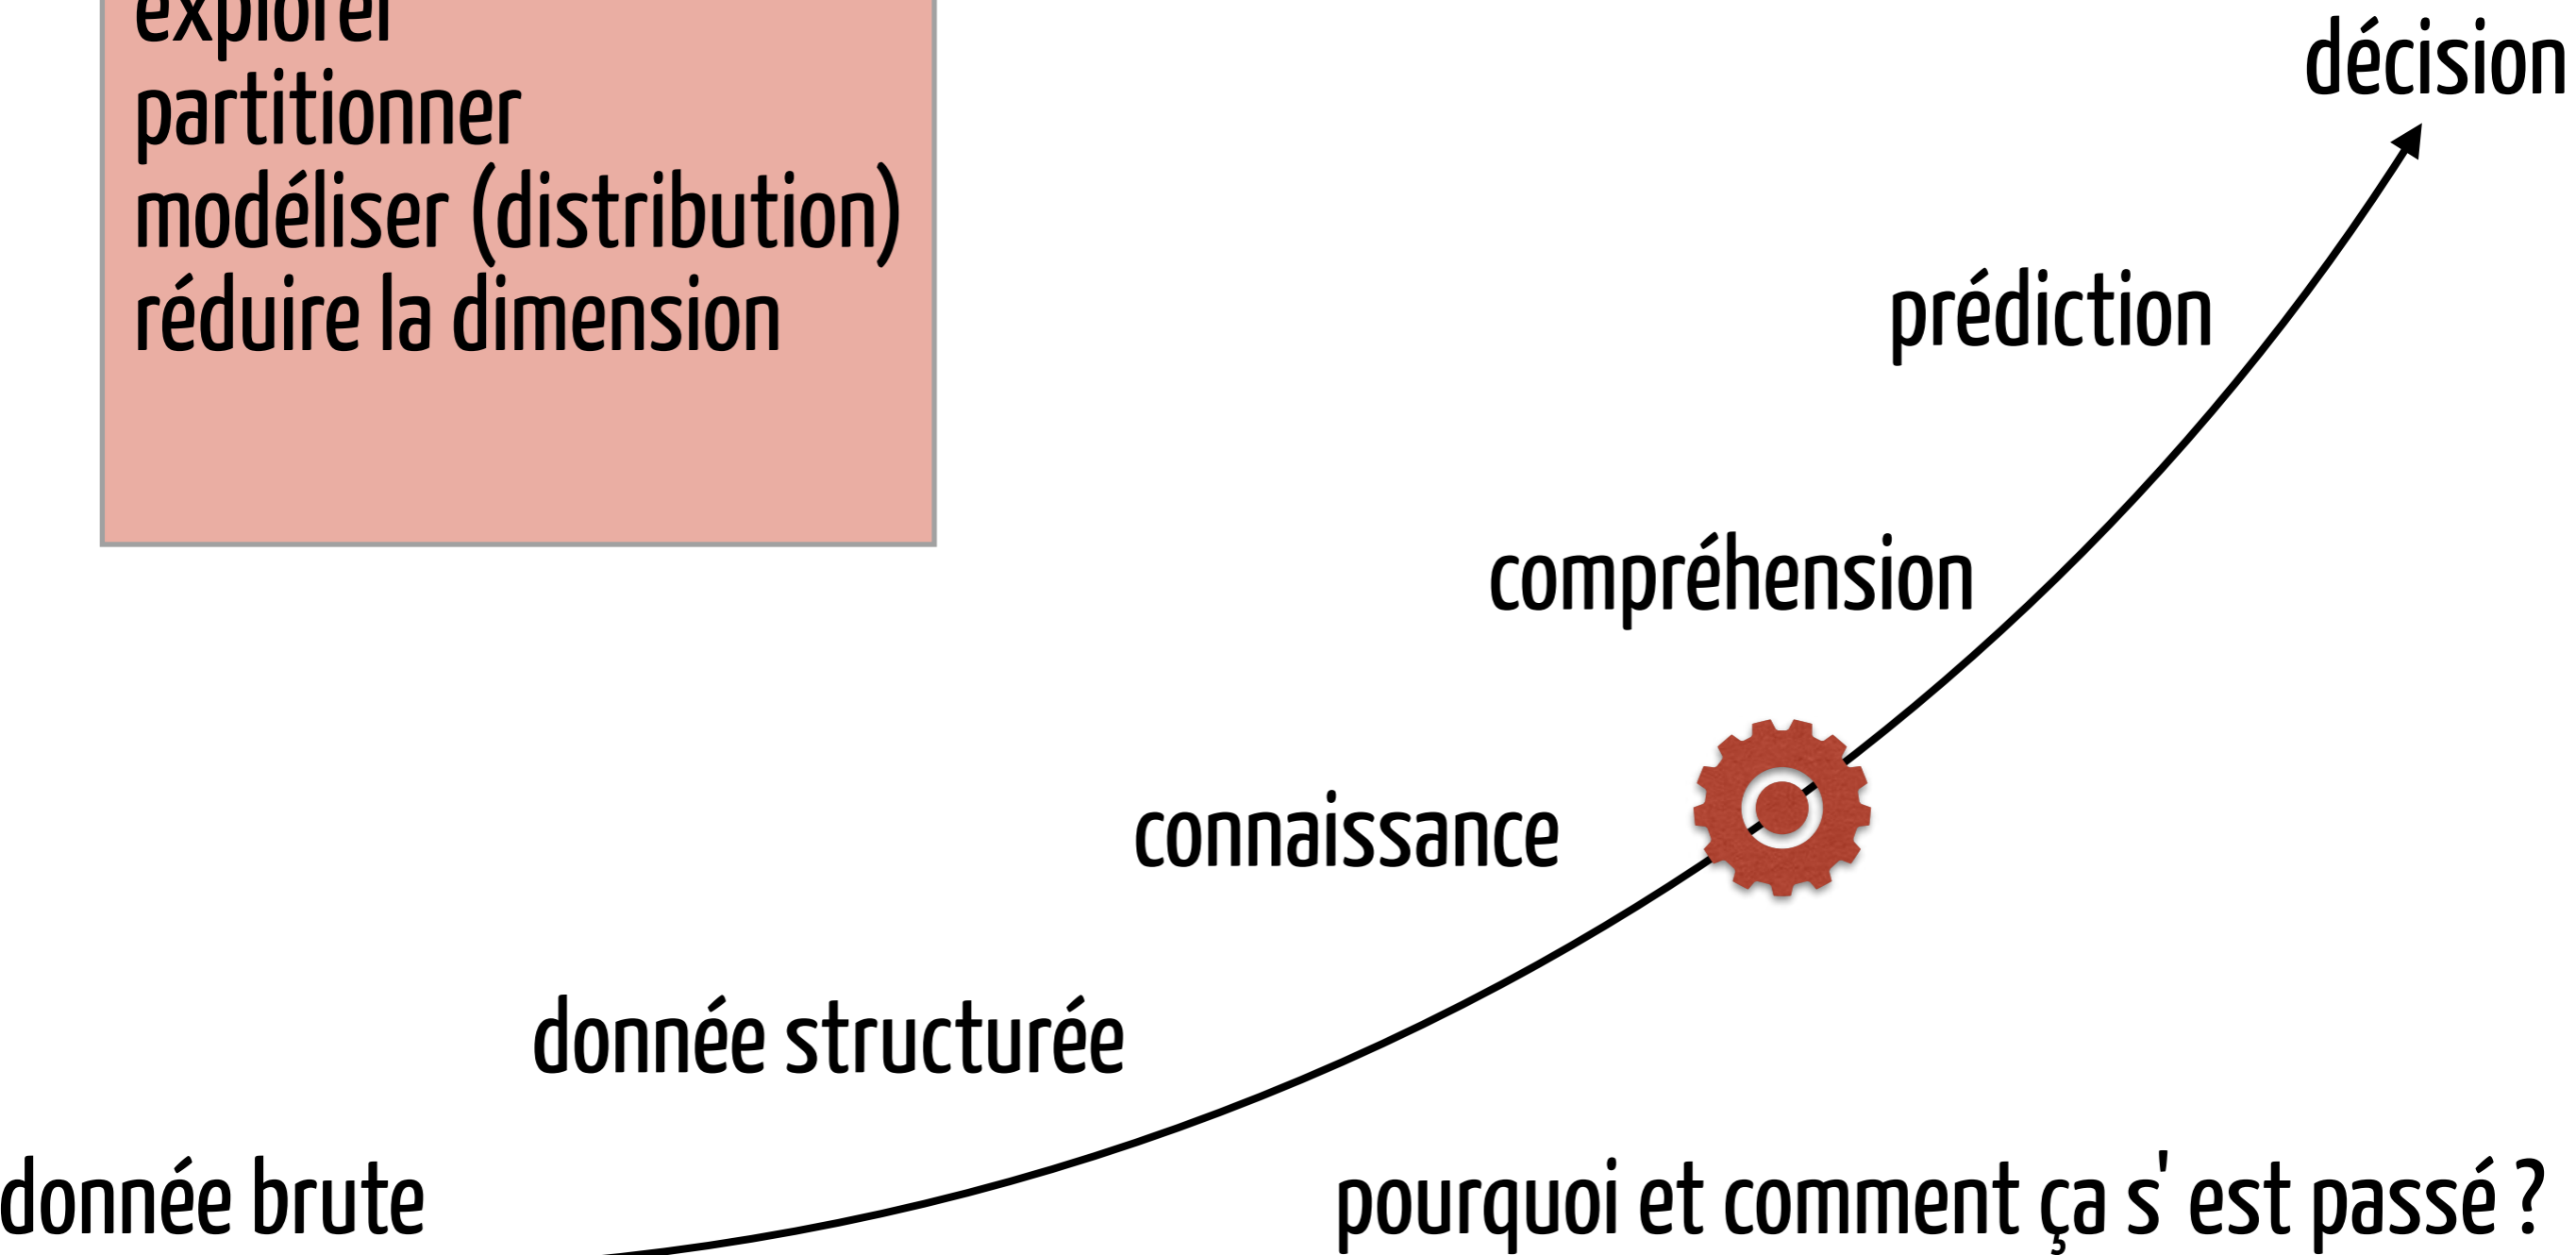 explorer
partitionner
modéliser (distribution)
réduire la dimension
décision
prédiction
compréhension
connaissance
donnée structurée
donnée brute
pourquoi et comment ça s' est passé ?